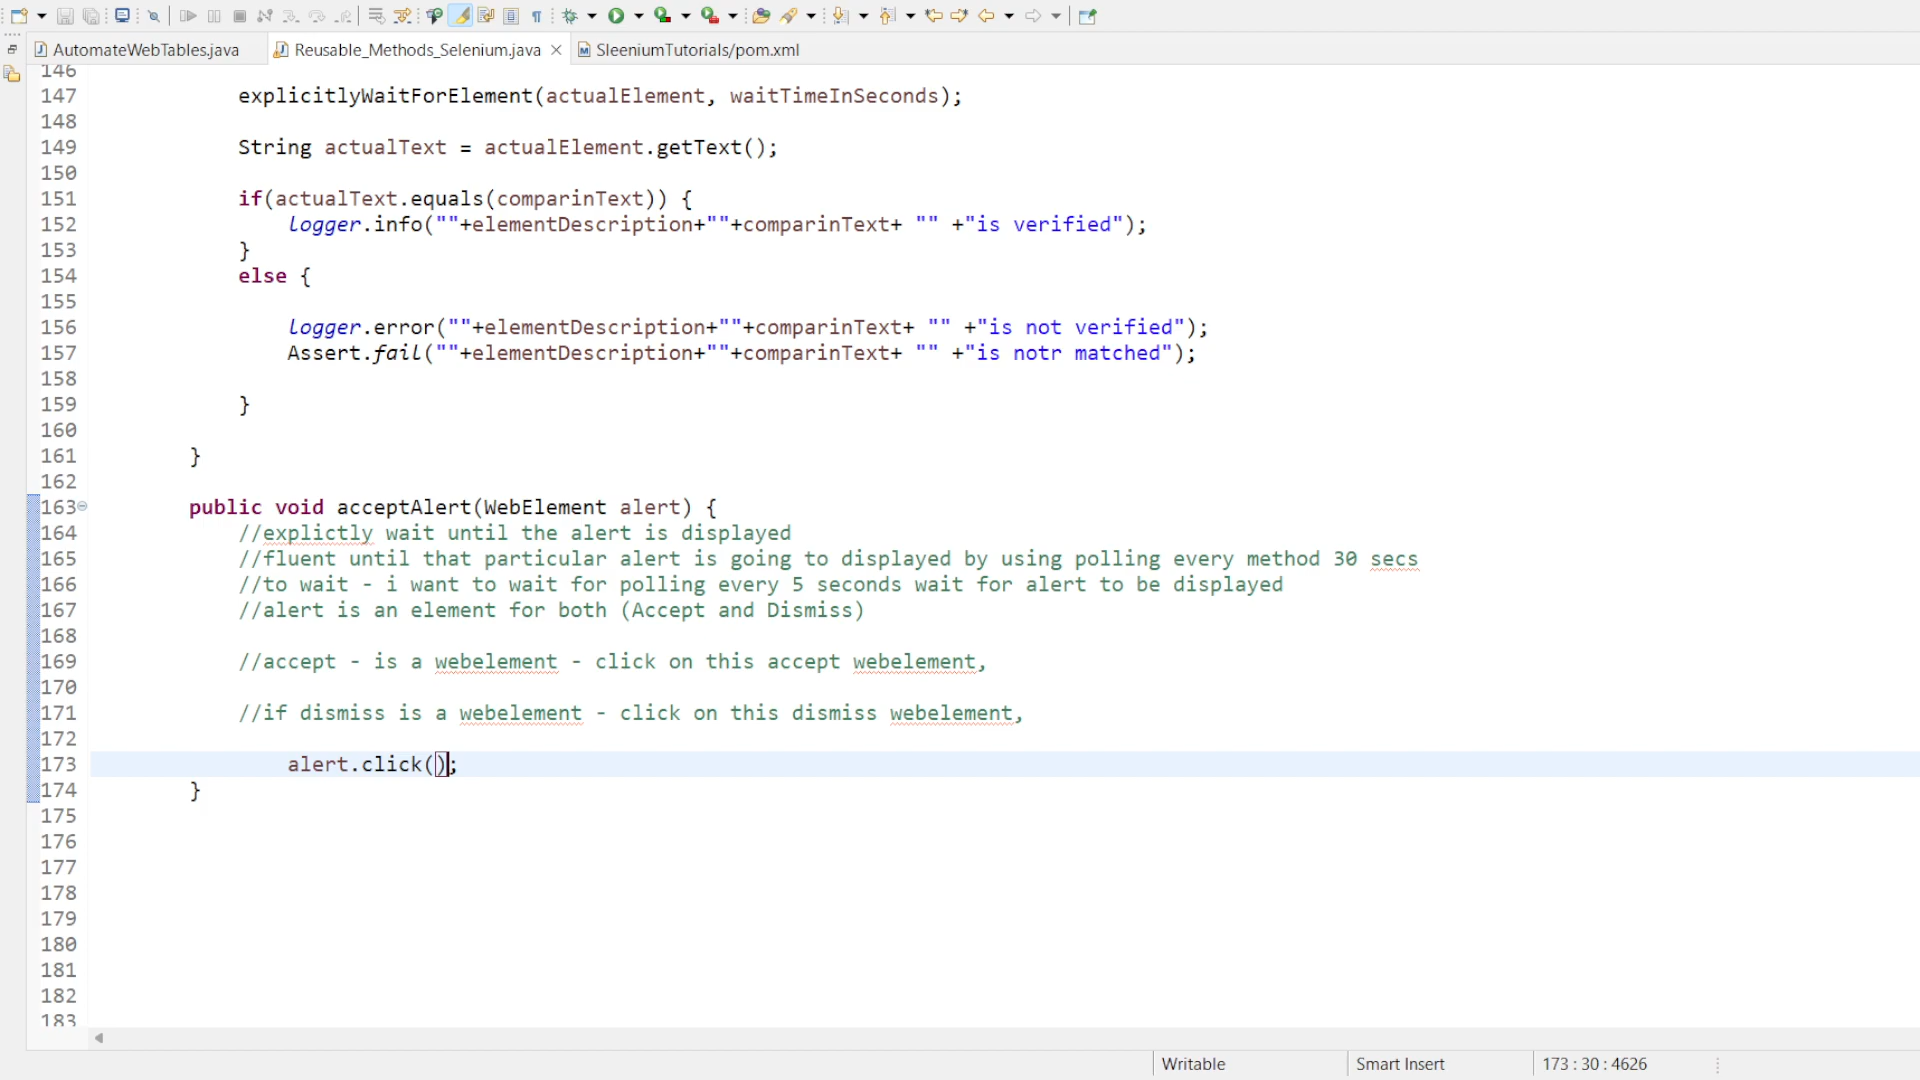 AutomateWebTables.java
Reusable_Methods_Selenium.java
SleeniumTutorials/pom.xml
146
147 explicitlyWaitForElement(actualElement, waitTimeInSeconds);
148
149 String actualText = actualElement.getText();
150
151 if(actualText.equals(comparinText)) {
152 logger.info(""+elementDescription+""+comparinText+ "" +"is verified");
153 }
154 else {
155
156 logger.error(""+elementDescription+""+comparinText+ "" +"is not verified");
157 Assert.fail(""+elementDescription+""+comparinText+ "" +"is notr matched");
158
159 }
160
161 }
162
163 public void acceptAlert(WebElement alert) {
164 //explictly wait until the alert is displayed
165 //fluent until that particular alert is going to displayed by using polling every method 30 secs
166 //to wait - i want to wait for polling every 5 seconds wait for alert to be displayed
167 //alert is an element for both (Accept and Dismiss)
168
169 //accept - is a webelement - click on this accept webelement,
170
171 //if dismiss is a webelement - click on this dismiss webelement,
172
173 alert.click();
174 }
175
176
177
178
179
180
181
182
183
Writable
Smart Insert
173 : 30 : 4626